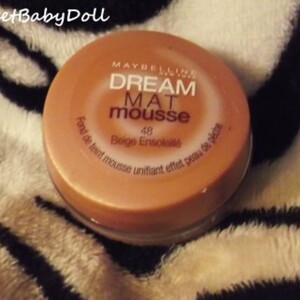 etBabyDoll
MAYBELLINE
DREAM
MAT
mousse
48
Beige Ensoleillé
Fond de teint mousse unifiant effet peau de pêche